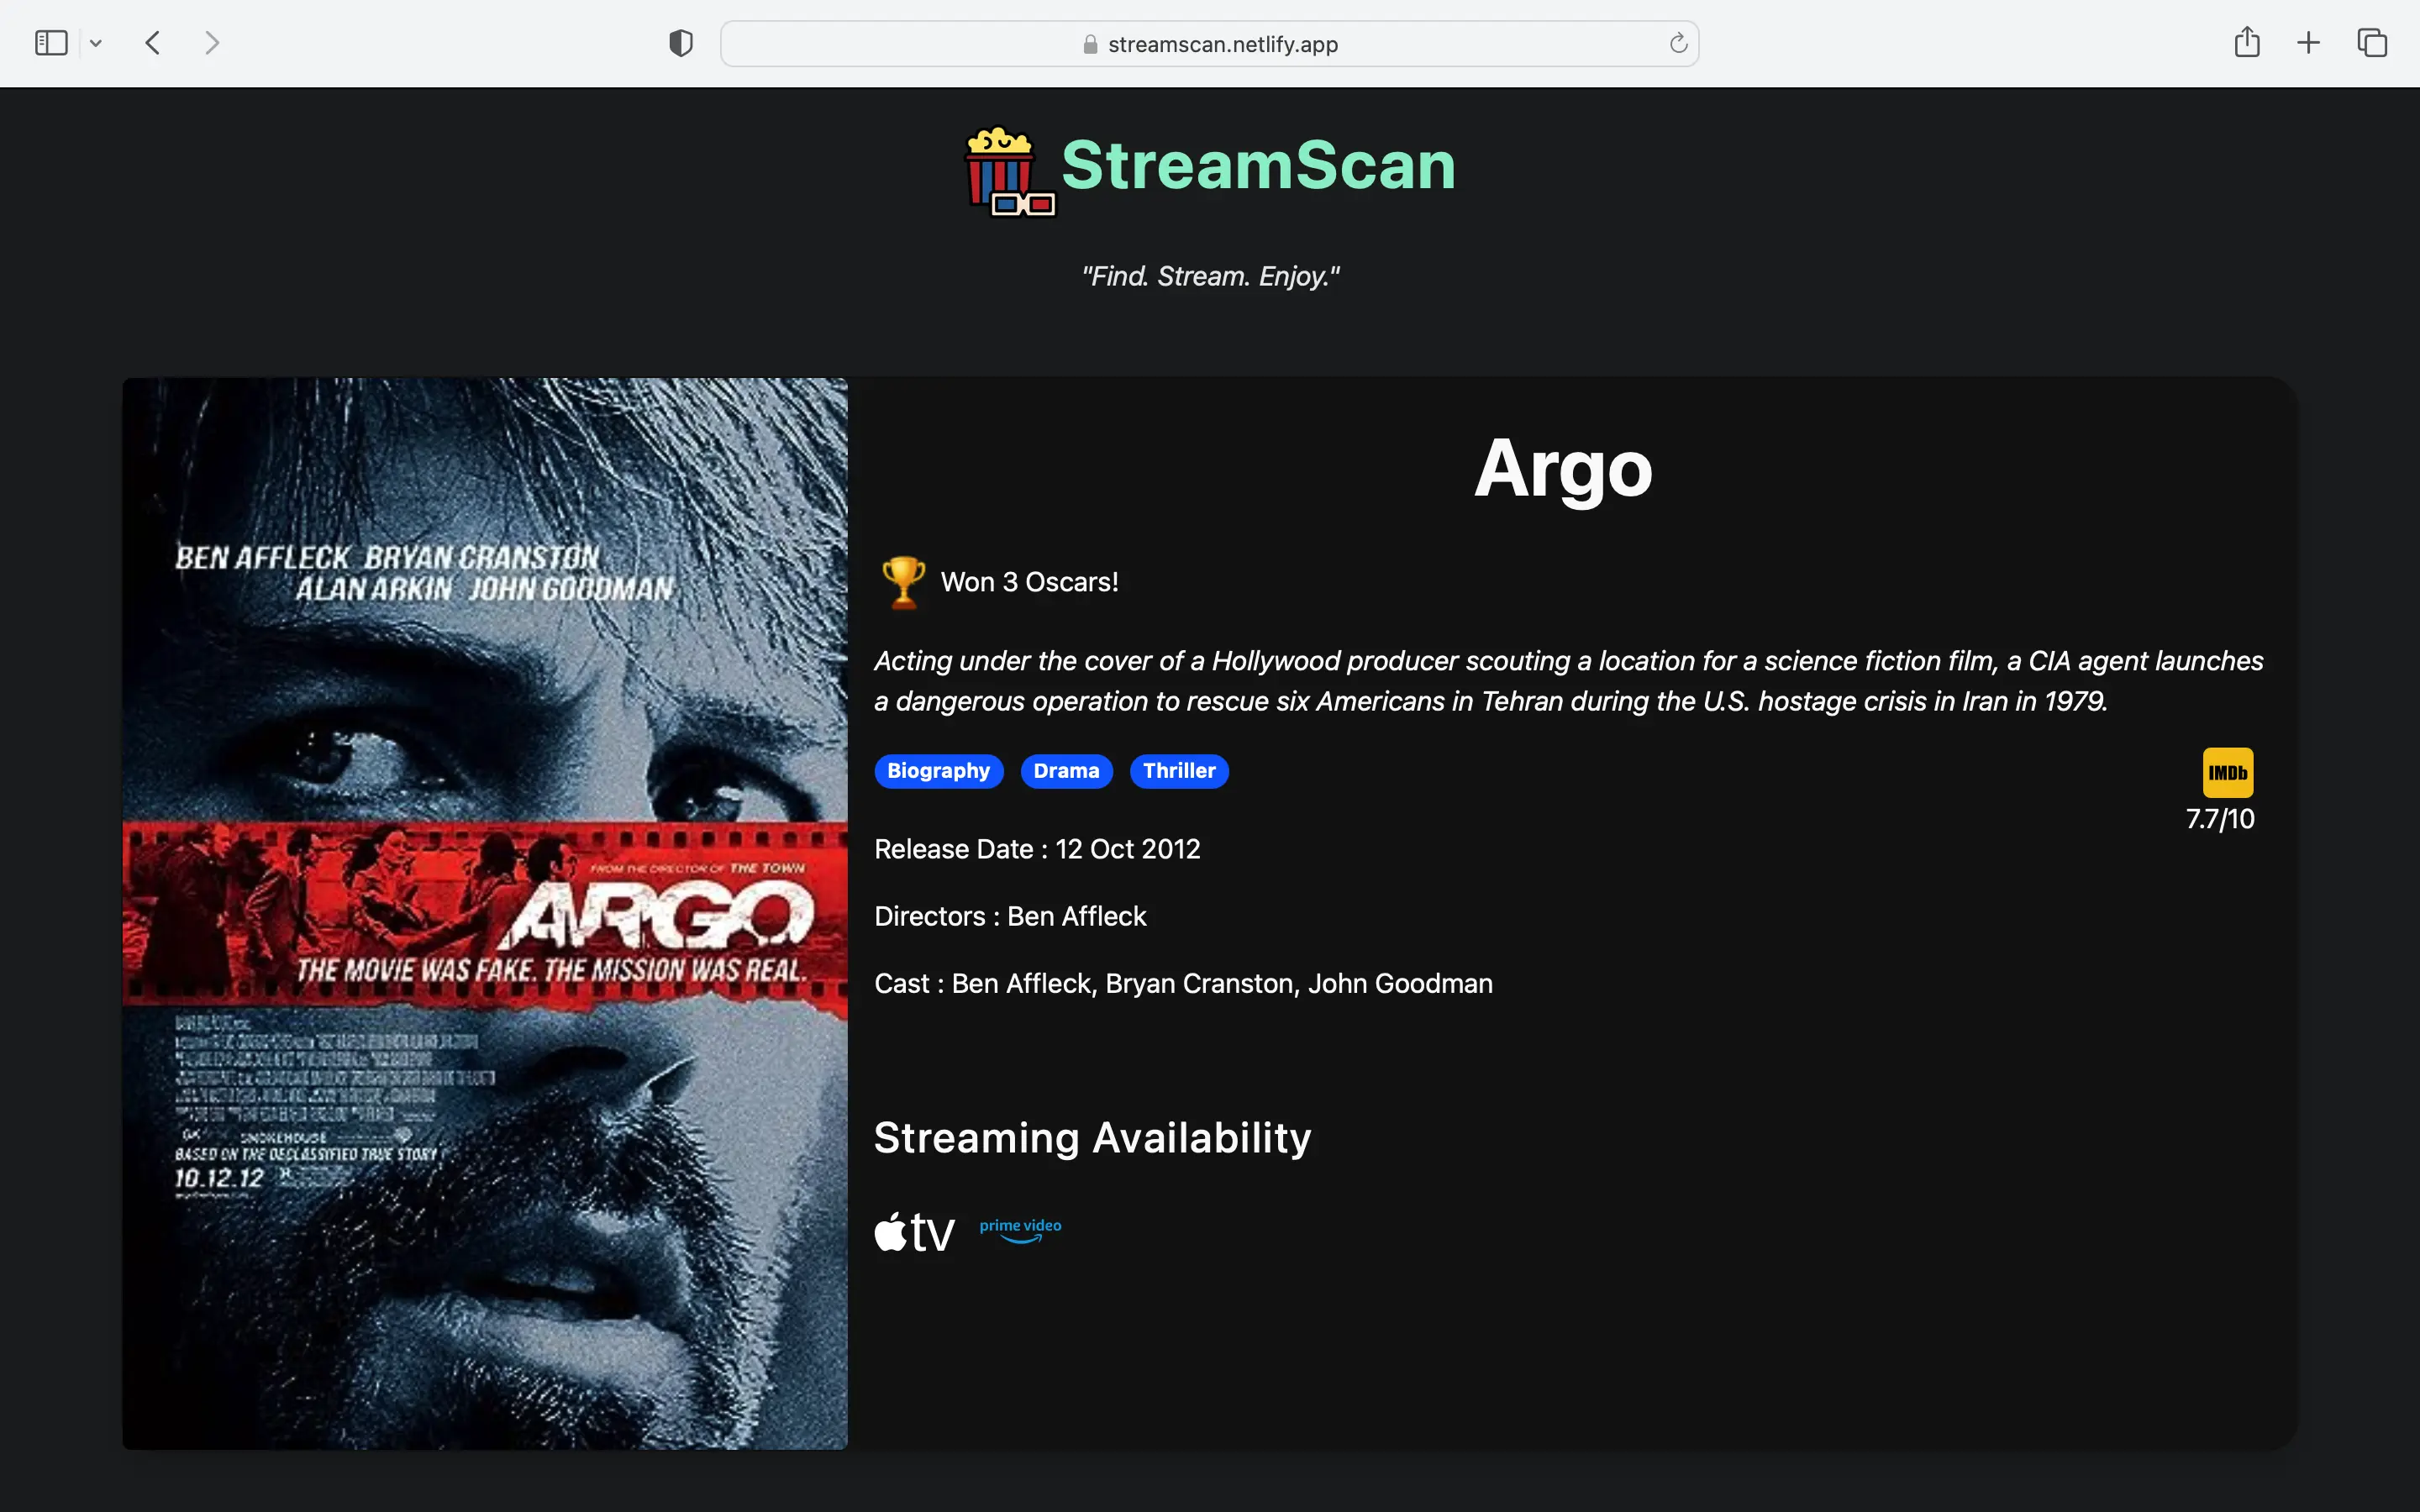 streamscan.netlify.app
StreamScan
"Find. Stream. Enjoy."
BEN AFFLECK BRYAN CRANSTON
ALAN ARKIN JOHN GOODMAN
FROM THE DIRECTOR OF THE TOWN
ARGO
THE MOVIE WAS FAKE. THE MISSION WAS REAL.
SMOKEHOUSE
BASED ON THE DECLASSIFIED TRUE STORY
10.12.12
Argo
Won 3 Oscars!
Acting under the cover of a Hollywood producer scouting a location for a science fiction film, a CIA agent launches
a dangerous operation to rescue six Americans in Tehran during the U.S. hostage crisis in Iran in 1979.
Biography Drama Thriller
IMDb
7.7/10
Release Date : 12 Oct 2012
Directors : Ben Affleck
Cast : Ben Affleck, Bryan Cranston, John Goodman
Streaming Availability
tv prime video